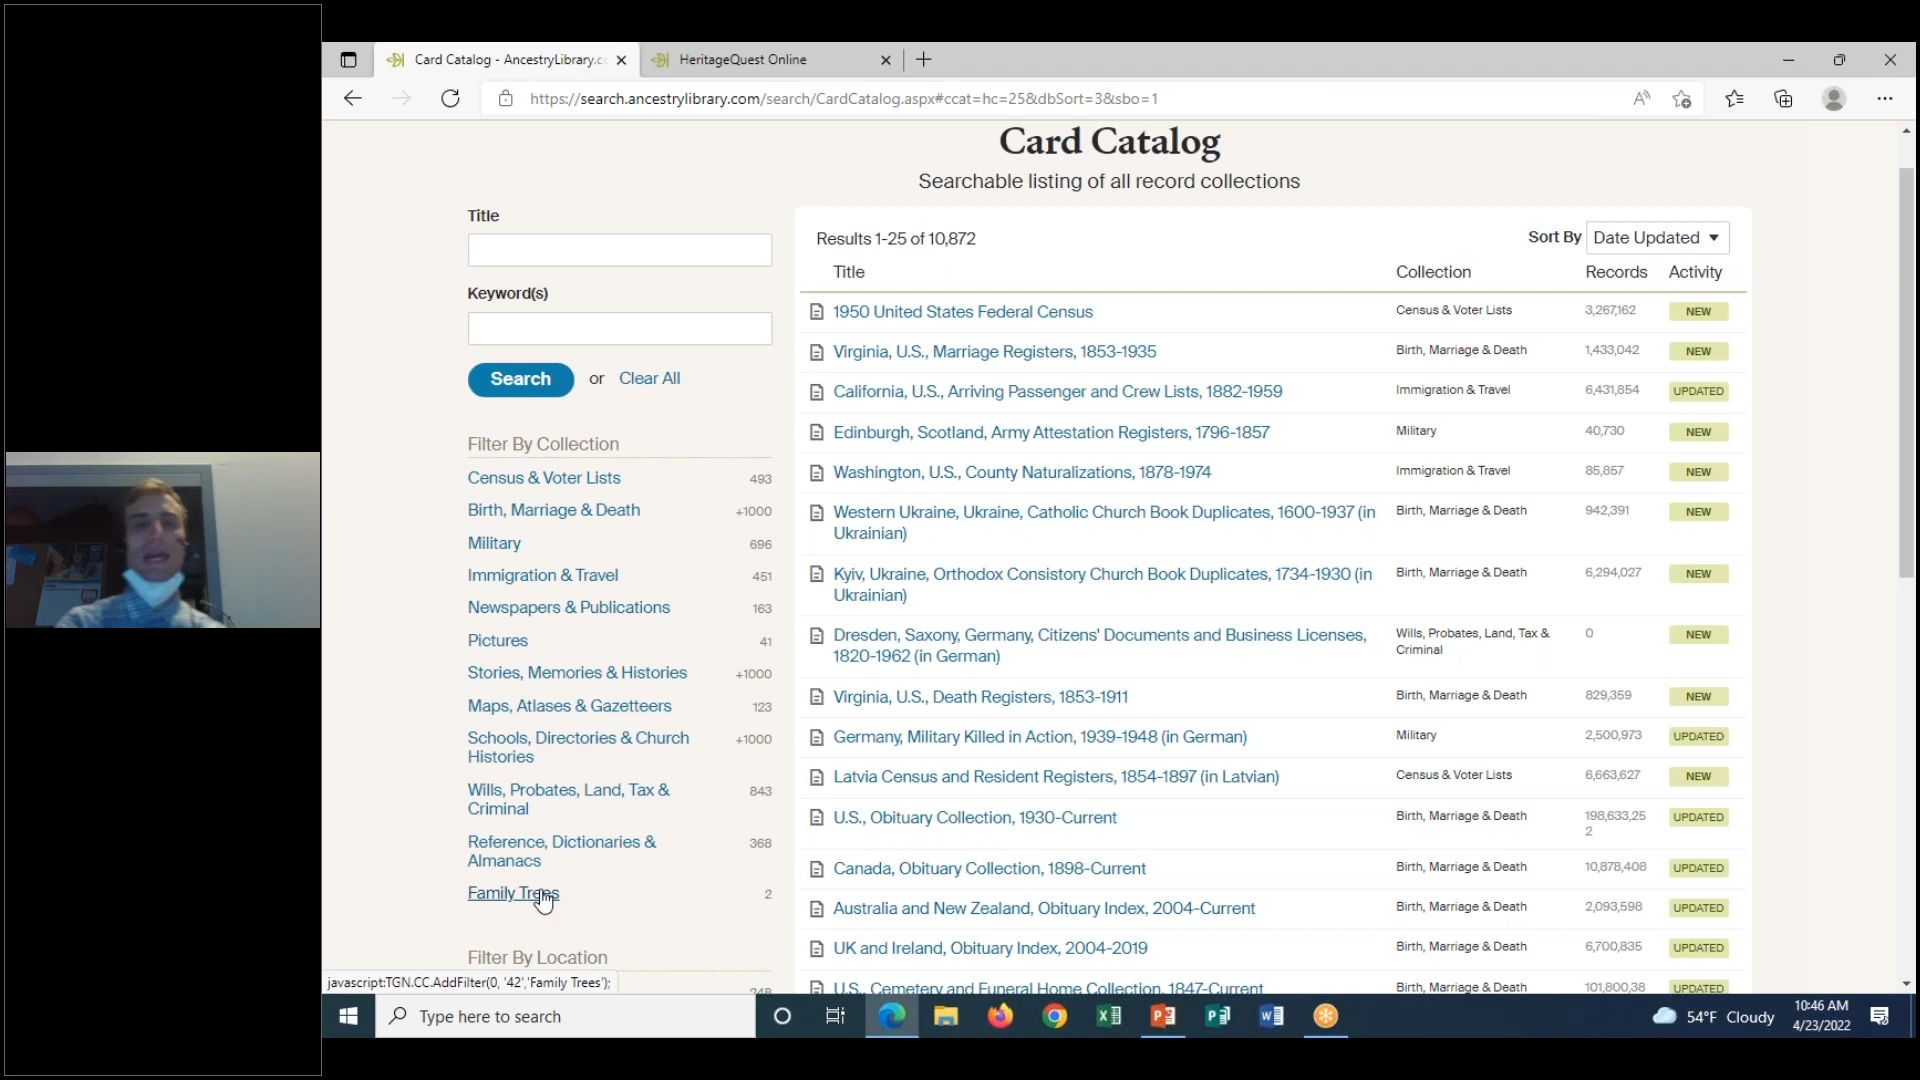 Card Catalog - AncestryLibrary.c
HeritageQuest Online
https://search.ancestrylibrary.com/search/CardCatalog.aspx#ccat=hc=25&dbSort=3&sbo=1
Card Catalog
Searchable listing of all record collections
Title
Keyword(s)
Search or Clear All
Filter By Collection
Census & Voter Lists 493
Birth, Marriage & Death +1000
Military 696
Immigration & Travel 451
Newspapers & Publications 163
Pictures 41
Stories, Memories & Histories +1000
Maps, Atlases & Gazetteers 123
Schools, Directories & Church +1000
Histories
Wills, Probates, Land, Tax & 843
Criminal
Reference, Dictionaries & 368
Almanacs
Family Trees 2
Filter By Location
248
javascript:TGN.CC.AddFilter(0, '42','Family Trees');
Results 1-25 of 10,872
Sort By Date Updated
Title Collection Records Activity
1950 United States Federal Census Census & Voter Lists 3,267,162 NEW
Virginia, U.S., Marriage Registers, 1853-1935 Birth, Marriage & Death 1,433,042 NEW
California, U.S., Arriving Passenger and Crew Lists, 1882-1959 Immigration & Travel 6,431,854 UPDATED
Edinburgh, Scotland, Army Attestation Registers, 1796-1857 Military 40,730 NEW
Washington, U.S., County Naturalizations, 1878-1974 Immigration & Travel 85,857 NEW
Western Ukraine, Ukraine, Catholic Church Book Duplicates, 1600-1937 (in Birth, Marriage & Death 942,391 NEW
Ukrainian)
Kyiv, Ukraine, Orthodox Consistory Church Book Duplicates, 1734-1930 (in Birth, Marriage & Death 6,294,027 NEW
Ukrainian)
Dresden, Saxony, Germany, Citizens' Documents and Business Licenses, Wills, Probates, Land, Tax & 0 NEW
1820-1962 (in German) Criminal
Virginia, U.S., Death Registers, 1853-1911 Birth, Marriage & Death 829,359 NEW
Germany, Military Killed in Action, 1939-1948 (in German) Military 2,500,973 UPDATED
Latvia Census and Resident Registers, 1854-1897 (in Latvian) Census & Voter Lists 6,663,627 NEW
U.S., Obituary Collection, 1930-Current Birth, Marriage & Death 198,633,25 UPDATED
2
Canada, Obituary Collection, 1898-Current Birth, Marriage & Death 10,878,408 UPDATED
Australia and New Zealand, Obituary Index, 2004-Current Birth, Marriage & Death 2,093,598 UPDATED
UK and Ireland, Obituary Index, 2004-2019 Birth, Marriage & Death 6,700,835 UPDATED
U.S., Cemetery and Funeral Home Collection, 1847-Current Birth, Marriage & Death 101,800,38 UPDATED
Type here to search
54°F Cloudy
10:46 AM
4/23/2022